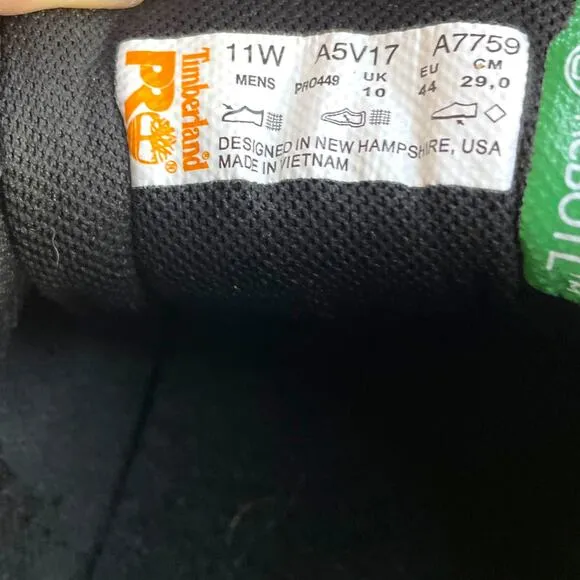 Timberland
PRO®
11W A5V17 A7759
MENS PRO449 UK EU CM
10 44 29,0
DESIGNED IN NEW HAMPSHIRE, USA
MADE IN VIETNAM